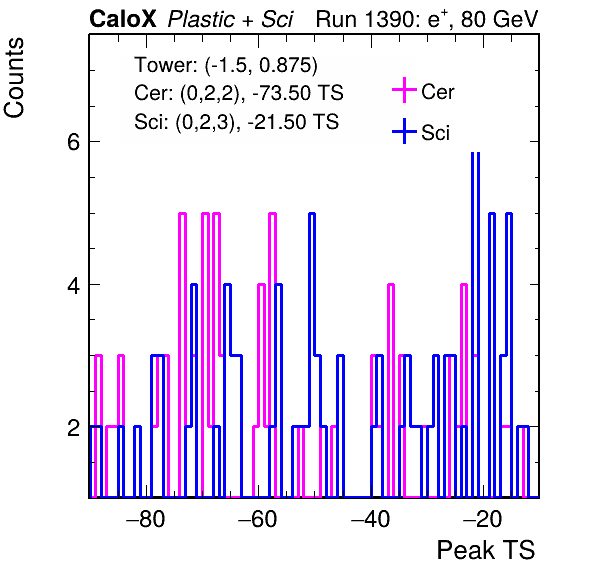 CaloX Plastic + Sci Run 1390: e⁺, 80 GeV
Counts
Tower: (-1.5, 0.875)
Cer: (0,2,2), -73.50 TS
Sci: (0,2,3), -21.50 TS
Cer
Sci
6
4
2
−80 −60 −40 −20
Peak TS